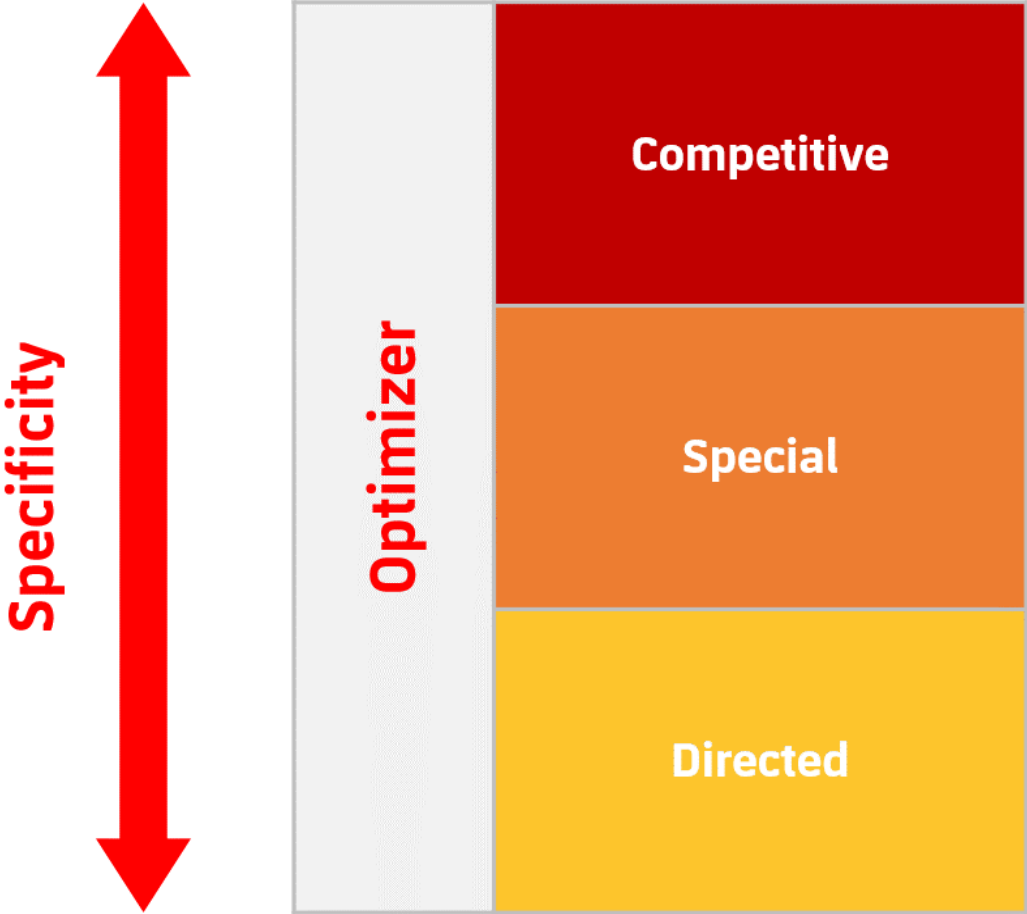 Specificity
Optimizer
Competitive
Special
Directed